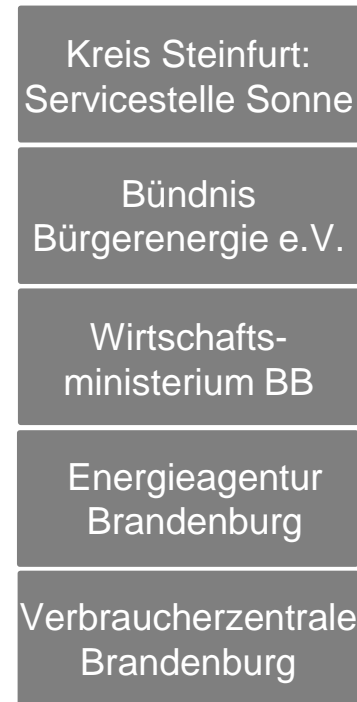 Kreis Steinfurt:
Servicestelle Sonne
Bündnis
Bürgerenergie e.V.
Wirtschafts-
ministerium BB
Energieagentur
Brandenburg
Verbraucherzentrale
Brandenburg